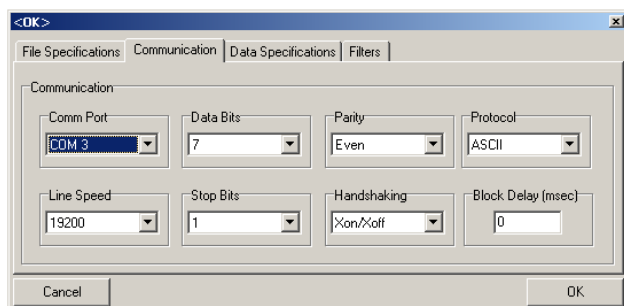 <OK>
File Specifications Communication Data Specifications Filters
Communication
Comm Port Data Bits Parity Protocol
COM 3 7 Even ASCII
Line Speed Stop Bits Handshaking Block Delay (msec)
19200 1 Xon/Xoff 0
Cancel OK